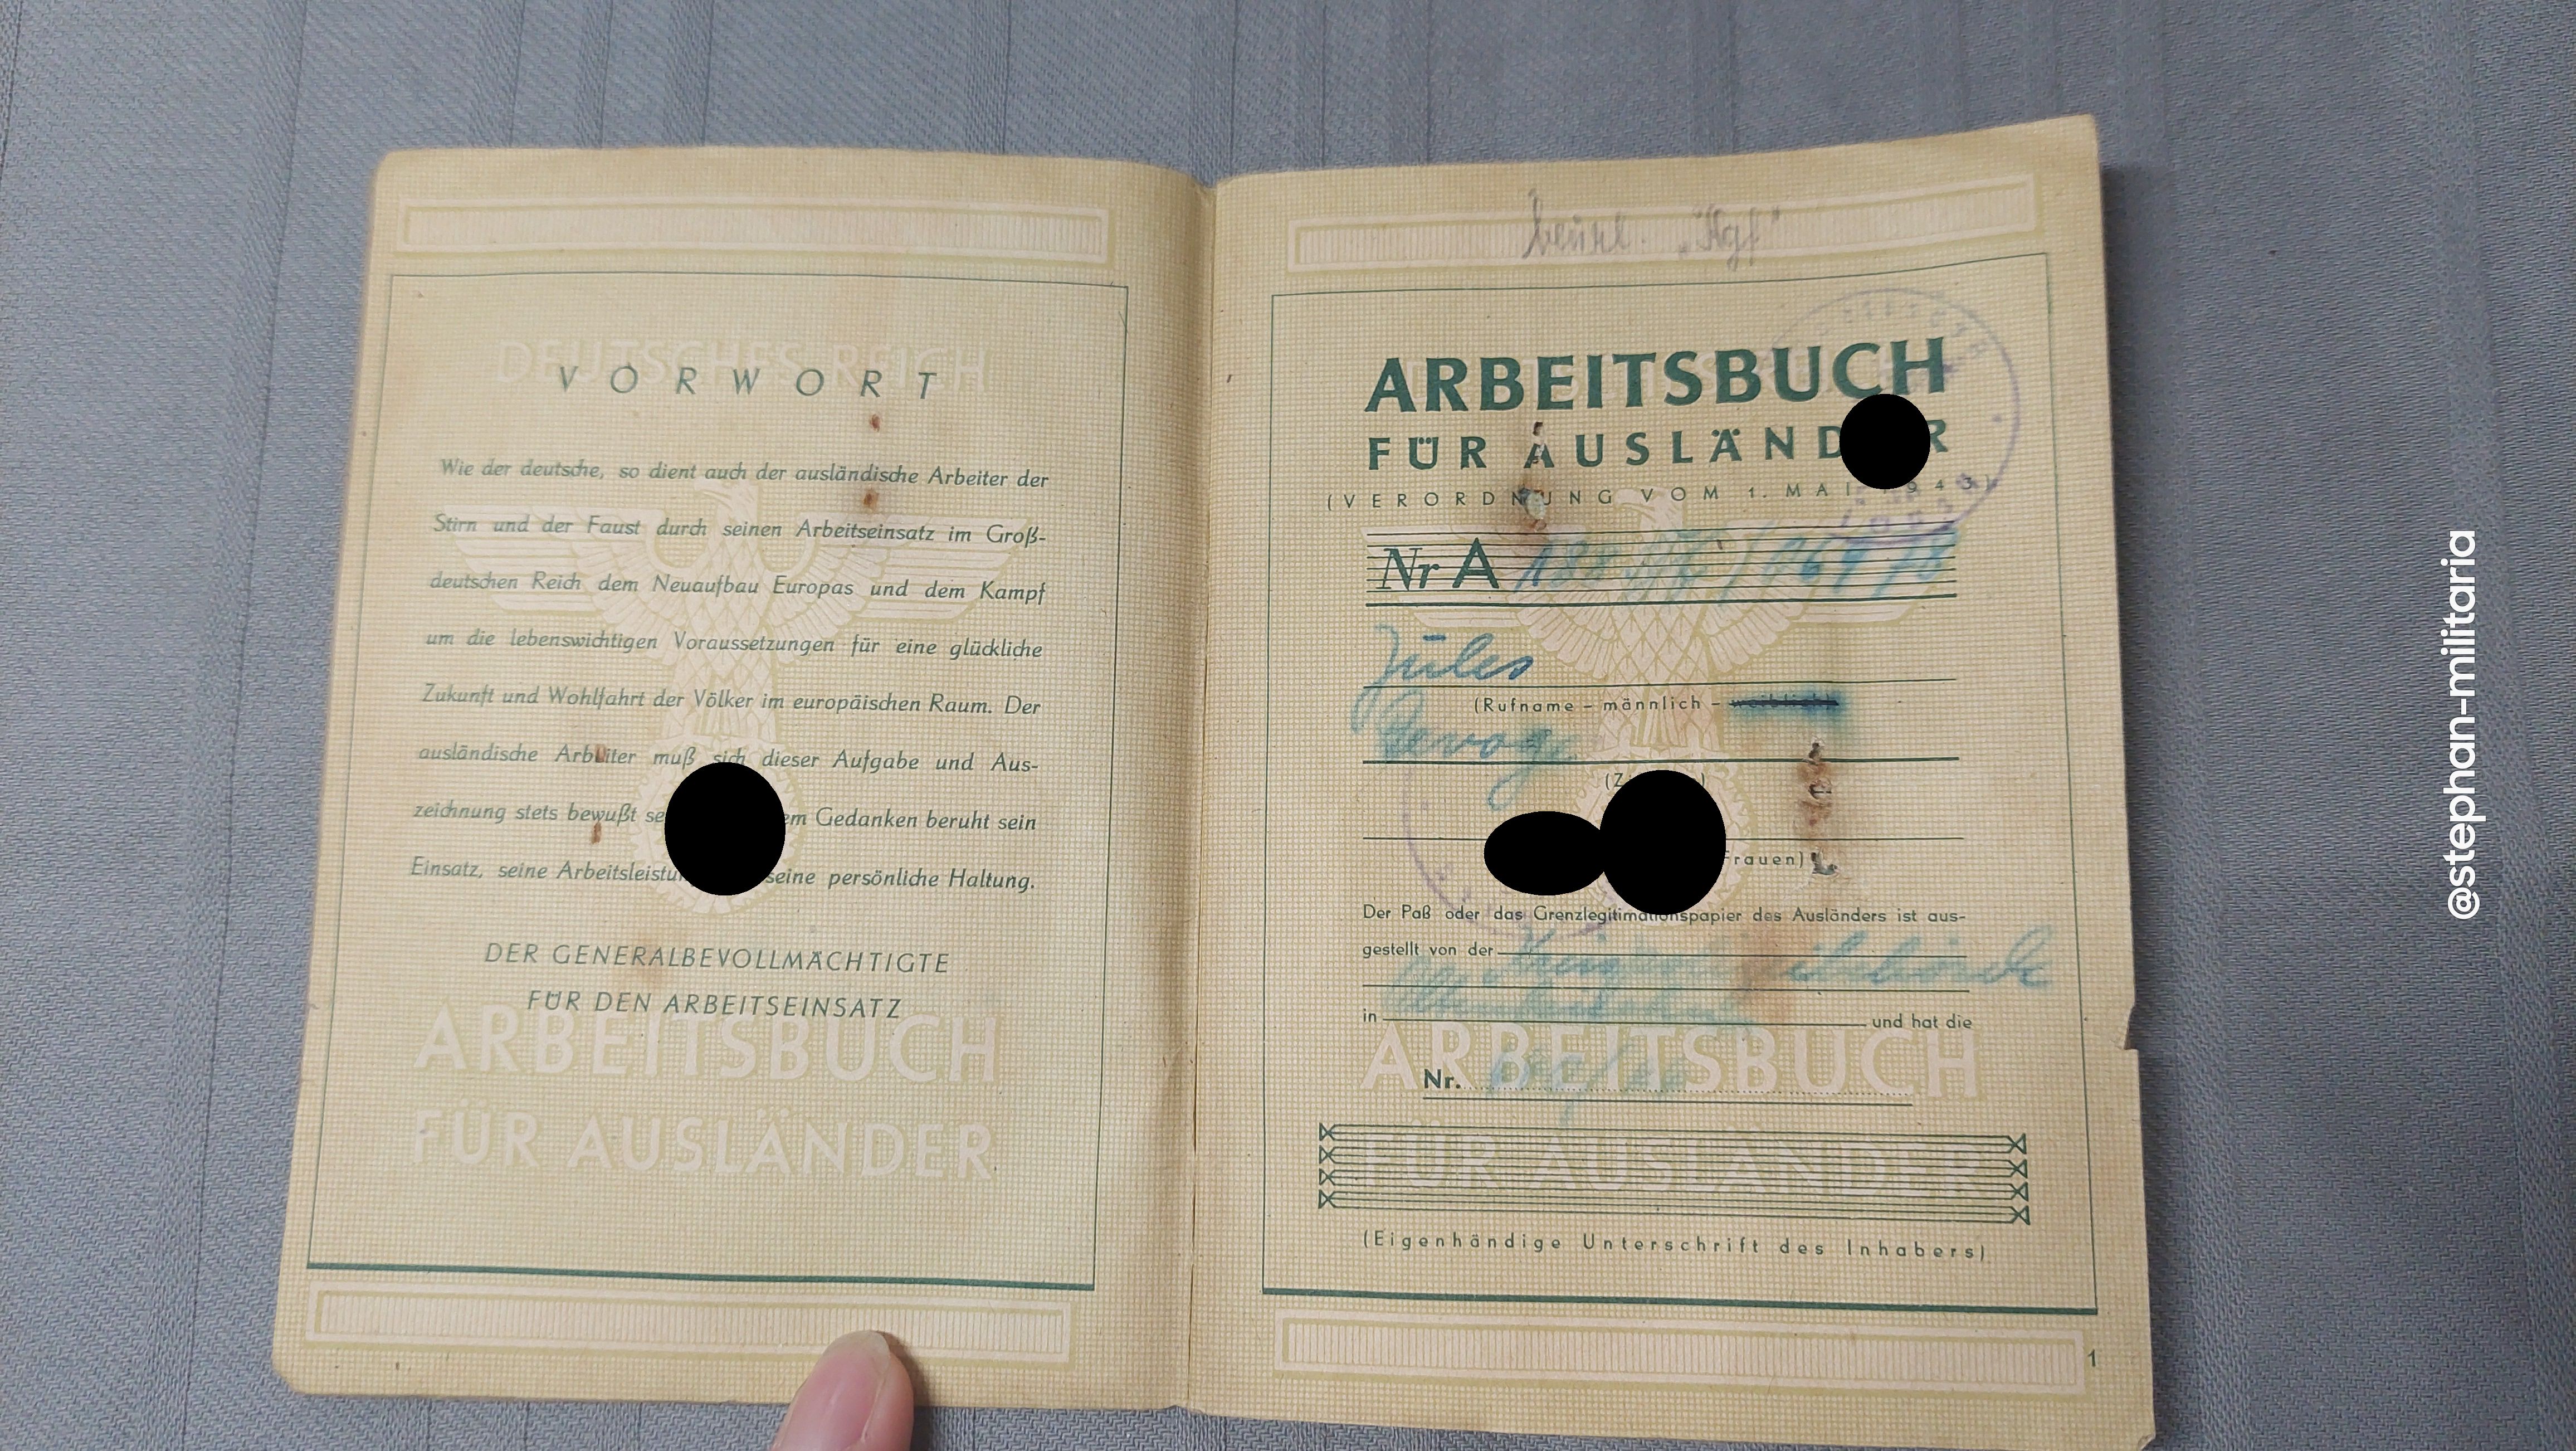 DEUTSCHES REICH
VORWORT
Wie der deutsche, so dient auch der ausländische Arbeiter der
Stirn und der Faust durch seinen Arbeitseinsatz im Groß-
deutschen Reich dem Neuaufbau Europas und dem Kampf
um die lebenswichtigen Voraussetzungen für eine glückliche
Zukunft und Wohlfahrt der Völker im europäischen Raum. Der
ausländische Arbeiter muß sich dieser Aufgabe und Aus-
zeichnung stets bewußt Gedanken beruht sein
Einsatz, seine seine persönliche Haltung.
DER GENERALBEVOLLMÄCHTIGTE
FÜR DEN ARBEITSEINSATZ
ARBEITSBUCH
FÜR AUSLÄNDER
beurl. "Kgf"
ARBEITSBUCH
FÜR
(VERORDNUNG VOM 1. MAI
Nr A
Jules
(Rufname - männlich - weiblich)
Der Paß oder das Grenzlegitimationspapier des Ausländers ist aus-
gestellt von der
in und hat die
Nr.
ARBEITSBUCH
FÜR AUSLÄNDER
(Eigenhändige Unterschrift des Inhabers)
1
@stephan-militaria